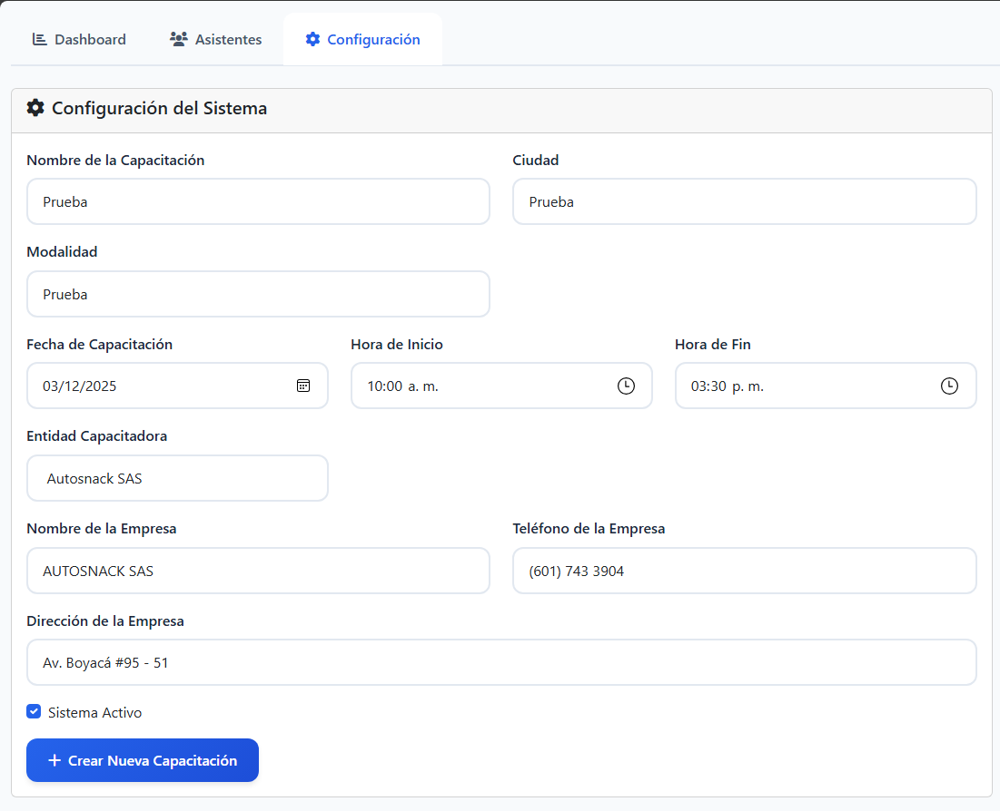 Dashboard Asistentes Configuración
Configuración del Sistema
Nombre de la Capacitación Ciudad
Prueba Prueba
Modalidad
Prueba
Fecha de Capacitación Hora de Inicio Hora de Fin
03/12/2025 10:00 a. m. 03:30 p. m.
Entidad Capacitadora
Autosnack SAS
Nombre de la Empresa Teléfono de la Empresa
AUTOSNACK SAS (601) 743 3904
Dirección de la Empresa
Av. Boyacá #95 - 51
Sistema Activo
+ Crear Nueva Capacitación